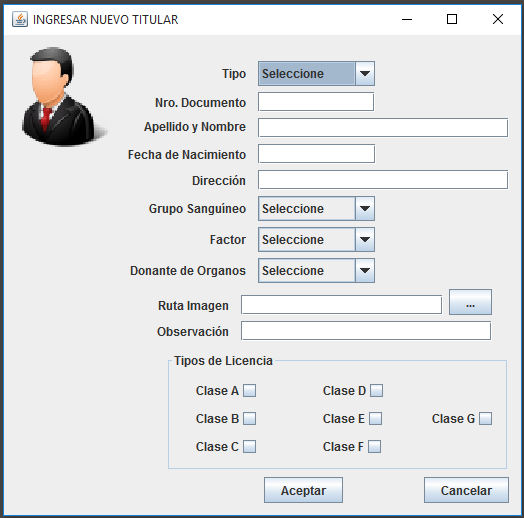 INGRESAR NUEVO TITULAR
Tipo Seleccione
Nro. Documento
Apellido y Nombre
Fecha de Nacimiento
Dirección
Grupo Sanguíneo Seleccione
Factor Seleccione
Donante de Organos Seleccione
Ruta Imagen ...
Observación
Tipos de Licencia
Clase A Clase D
Clase B Clase E Clase G
Clase C Clase F
Aceptar Cancelar